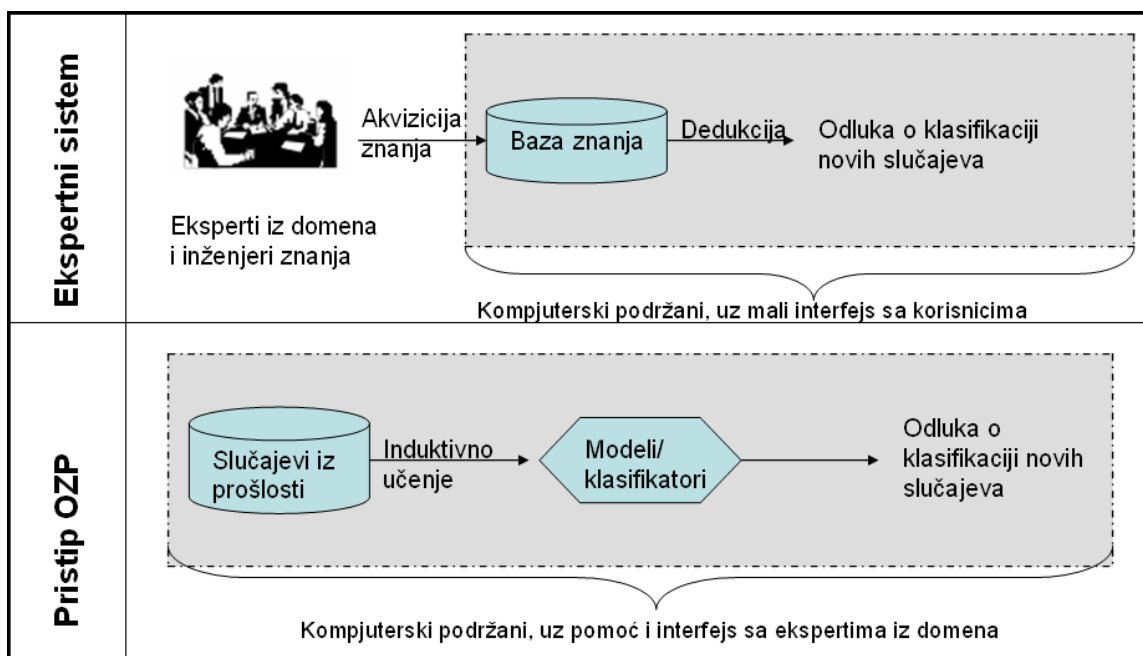 Ekspertni sistem
Akvizicija
znanja
Baza znanja
Dedukcija
Odluka o klasifikaciji
novih slučajeva
Eksperti iz domena
i inženjeri znanja
Kompjuterski podržani, uz mali interfejs sa korisnicima
Pristip OZP
Slučajevi iz
prošlosti
Induktivno
učenje
Modeli/
klasifikatori
Odluka o
klasifikaciji novih
slučajeva
Kompjuterski podržani, uz pomoć i interfejs sa ekspertima iz domena